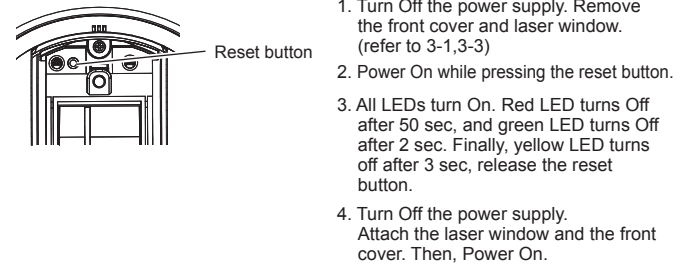 1. Turn Off the power supply. Remove
the front cover and laser window.
(refer to 3-1,3-3)
Reset button
2. Power On while pressing the reset button.
3. All LEDs turn On. Red LED turns Off
after 50 sec, and green LED turns Off
after 2 sec. Finally, yellow LED turns
off after 3 sec, release the reset
button.
4. Turn Off the power supply.
Attach the laser window and the front
cover. Then, Power On.